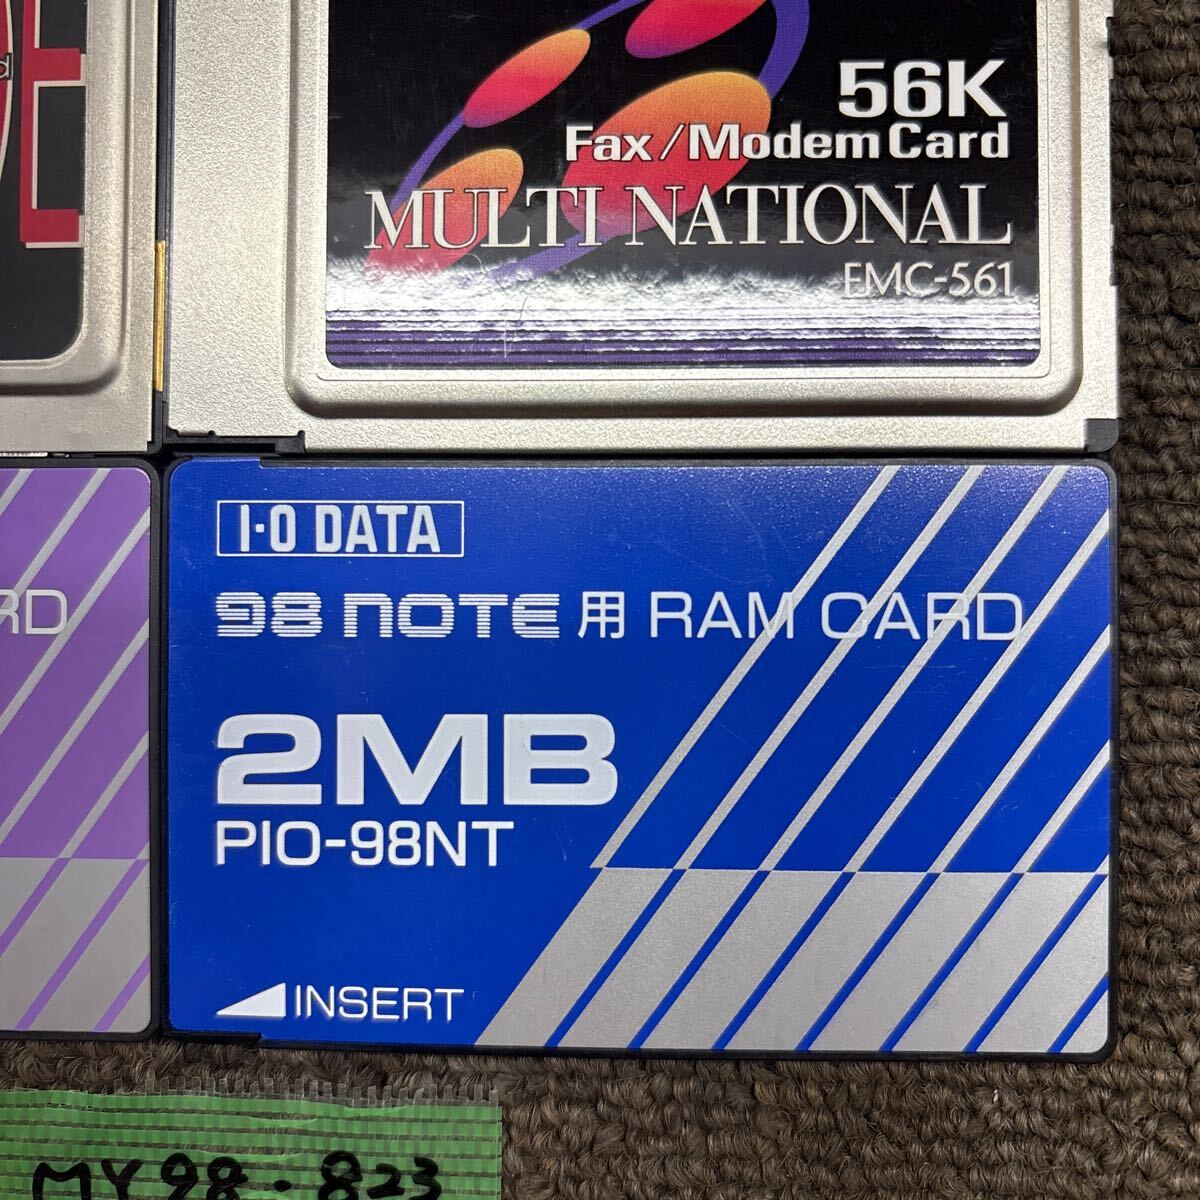 E
56K
Fax/Modem Card
MULTI NATIONAL
EMC-561
I·O DATA
98 NOTE用 RAM CARD
2MB
PIO-98NT
INSERT
RD
MY98-823